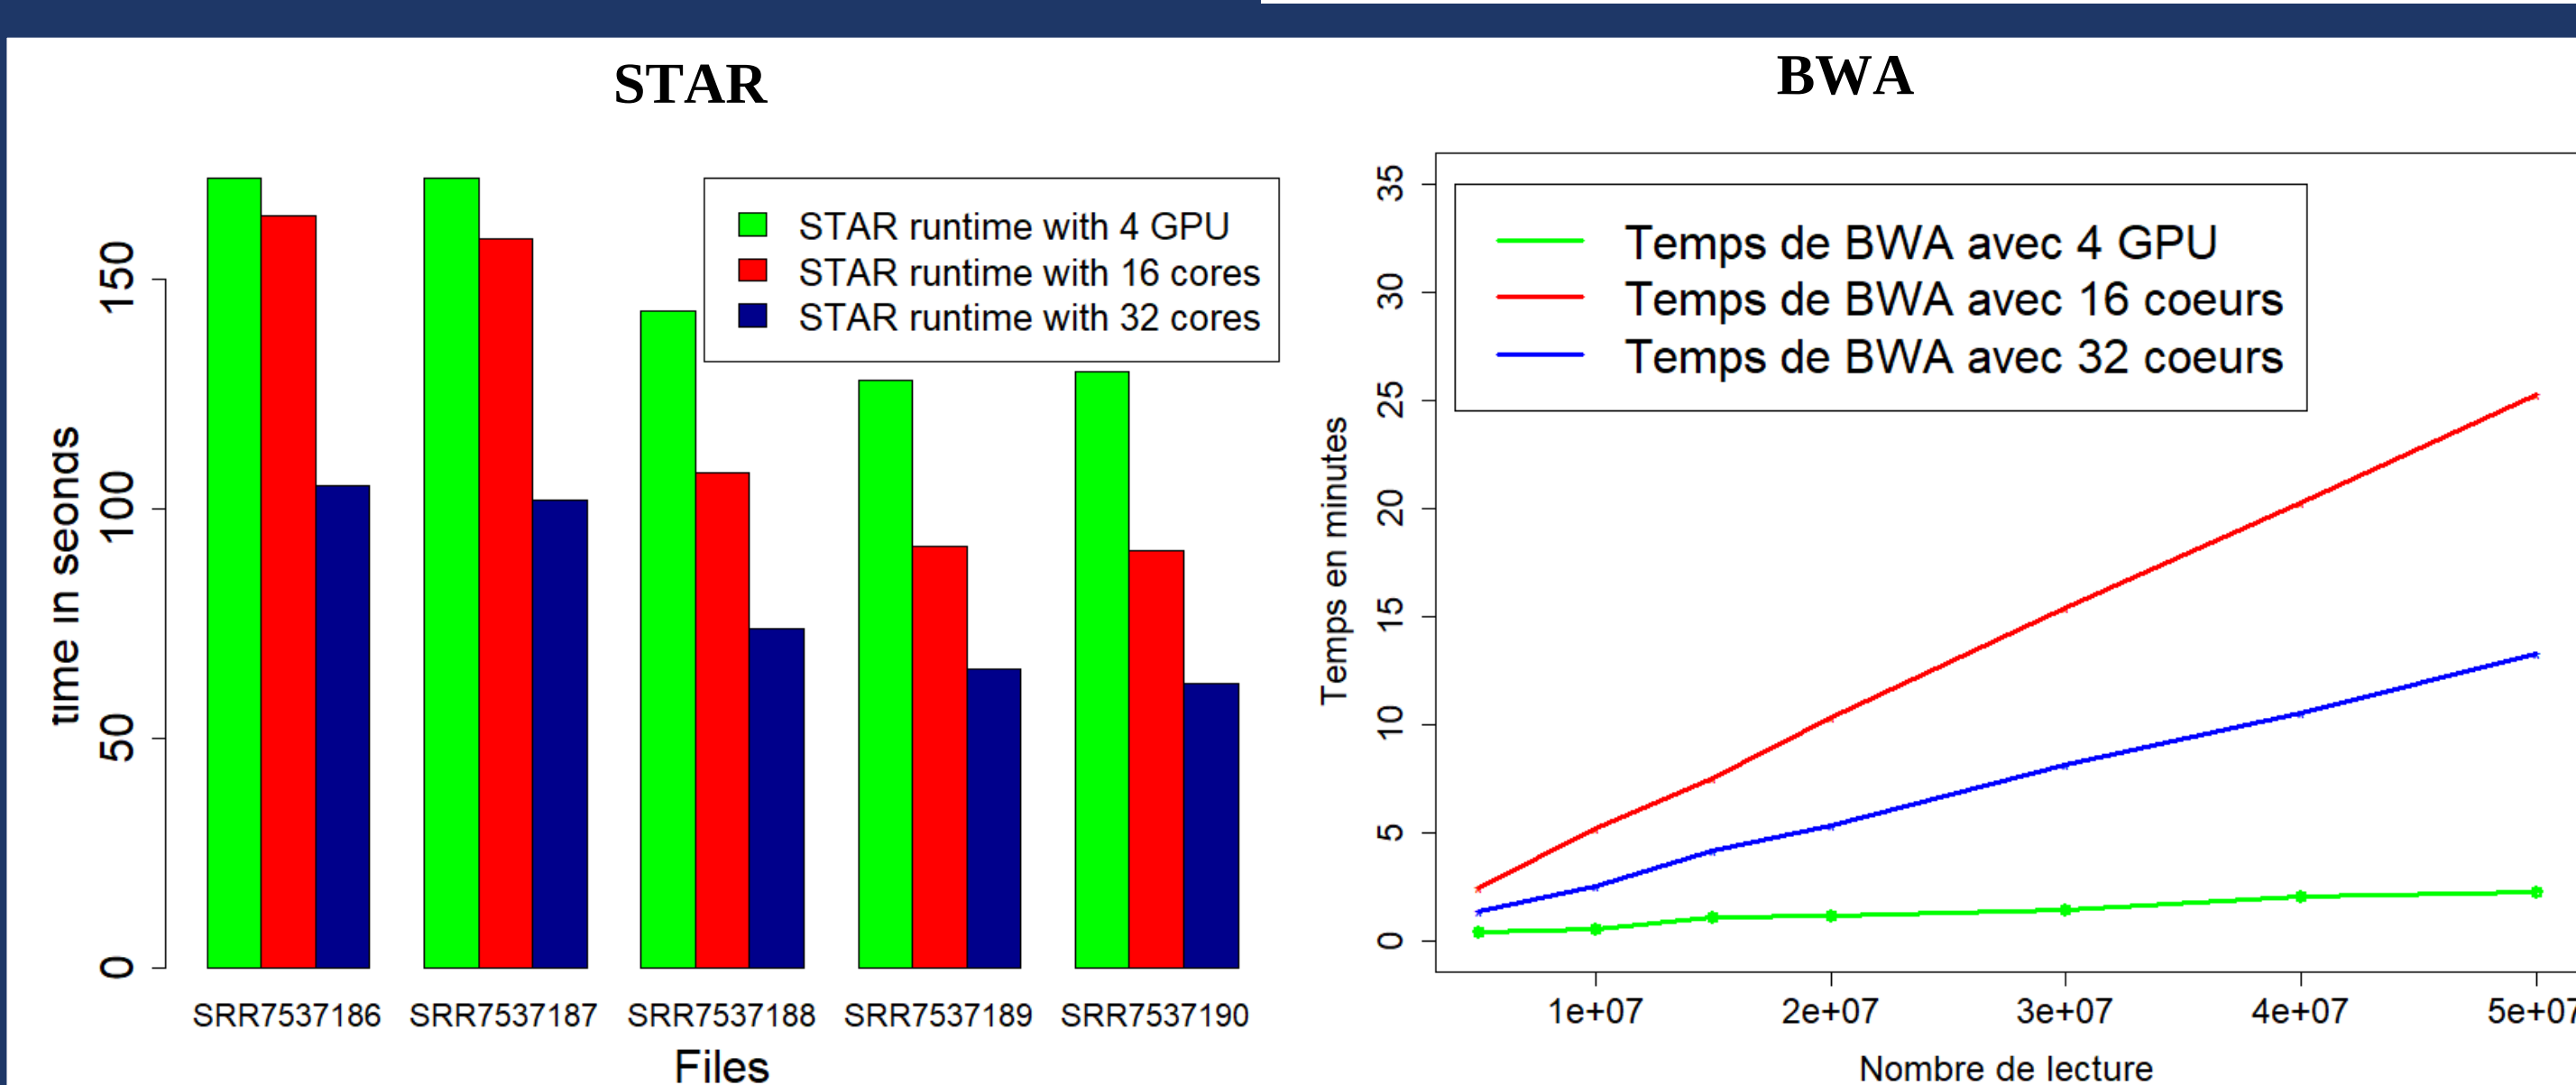 STAR
STAR runtime with 4 GPU
STAR runtime with 16 cores
STAR runtime with 32 cores
time in seconds
150
100
50
0
SRR7537186 SRR7537187 SRR7537188 SRR7537189 SRR7537190
Files
BWA
Temps de BWA avec 4 GPU
Temps de BWA avec 16 coeurs
Temps de BWA avec 32 coeurs
Temps en minutes
35
30
25
20
15
10
5
0
1e+07 2e+07 3e+07 4e+07 5e+07
Nombre de lecture